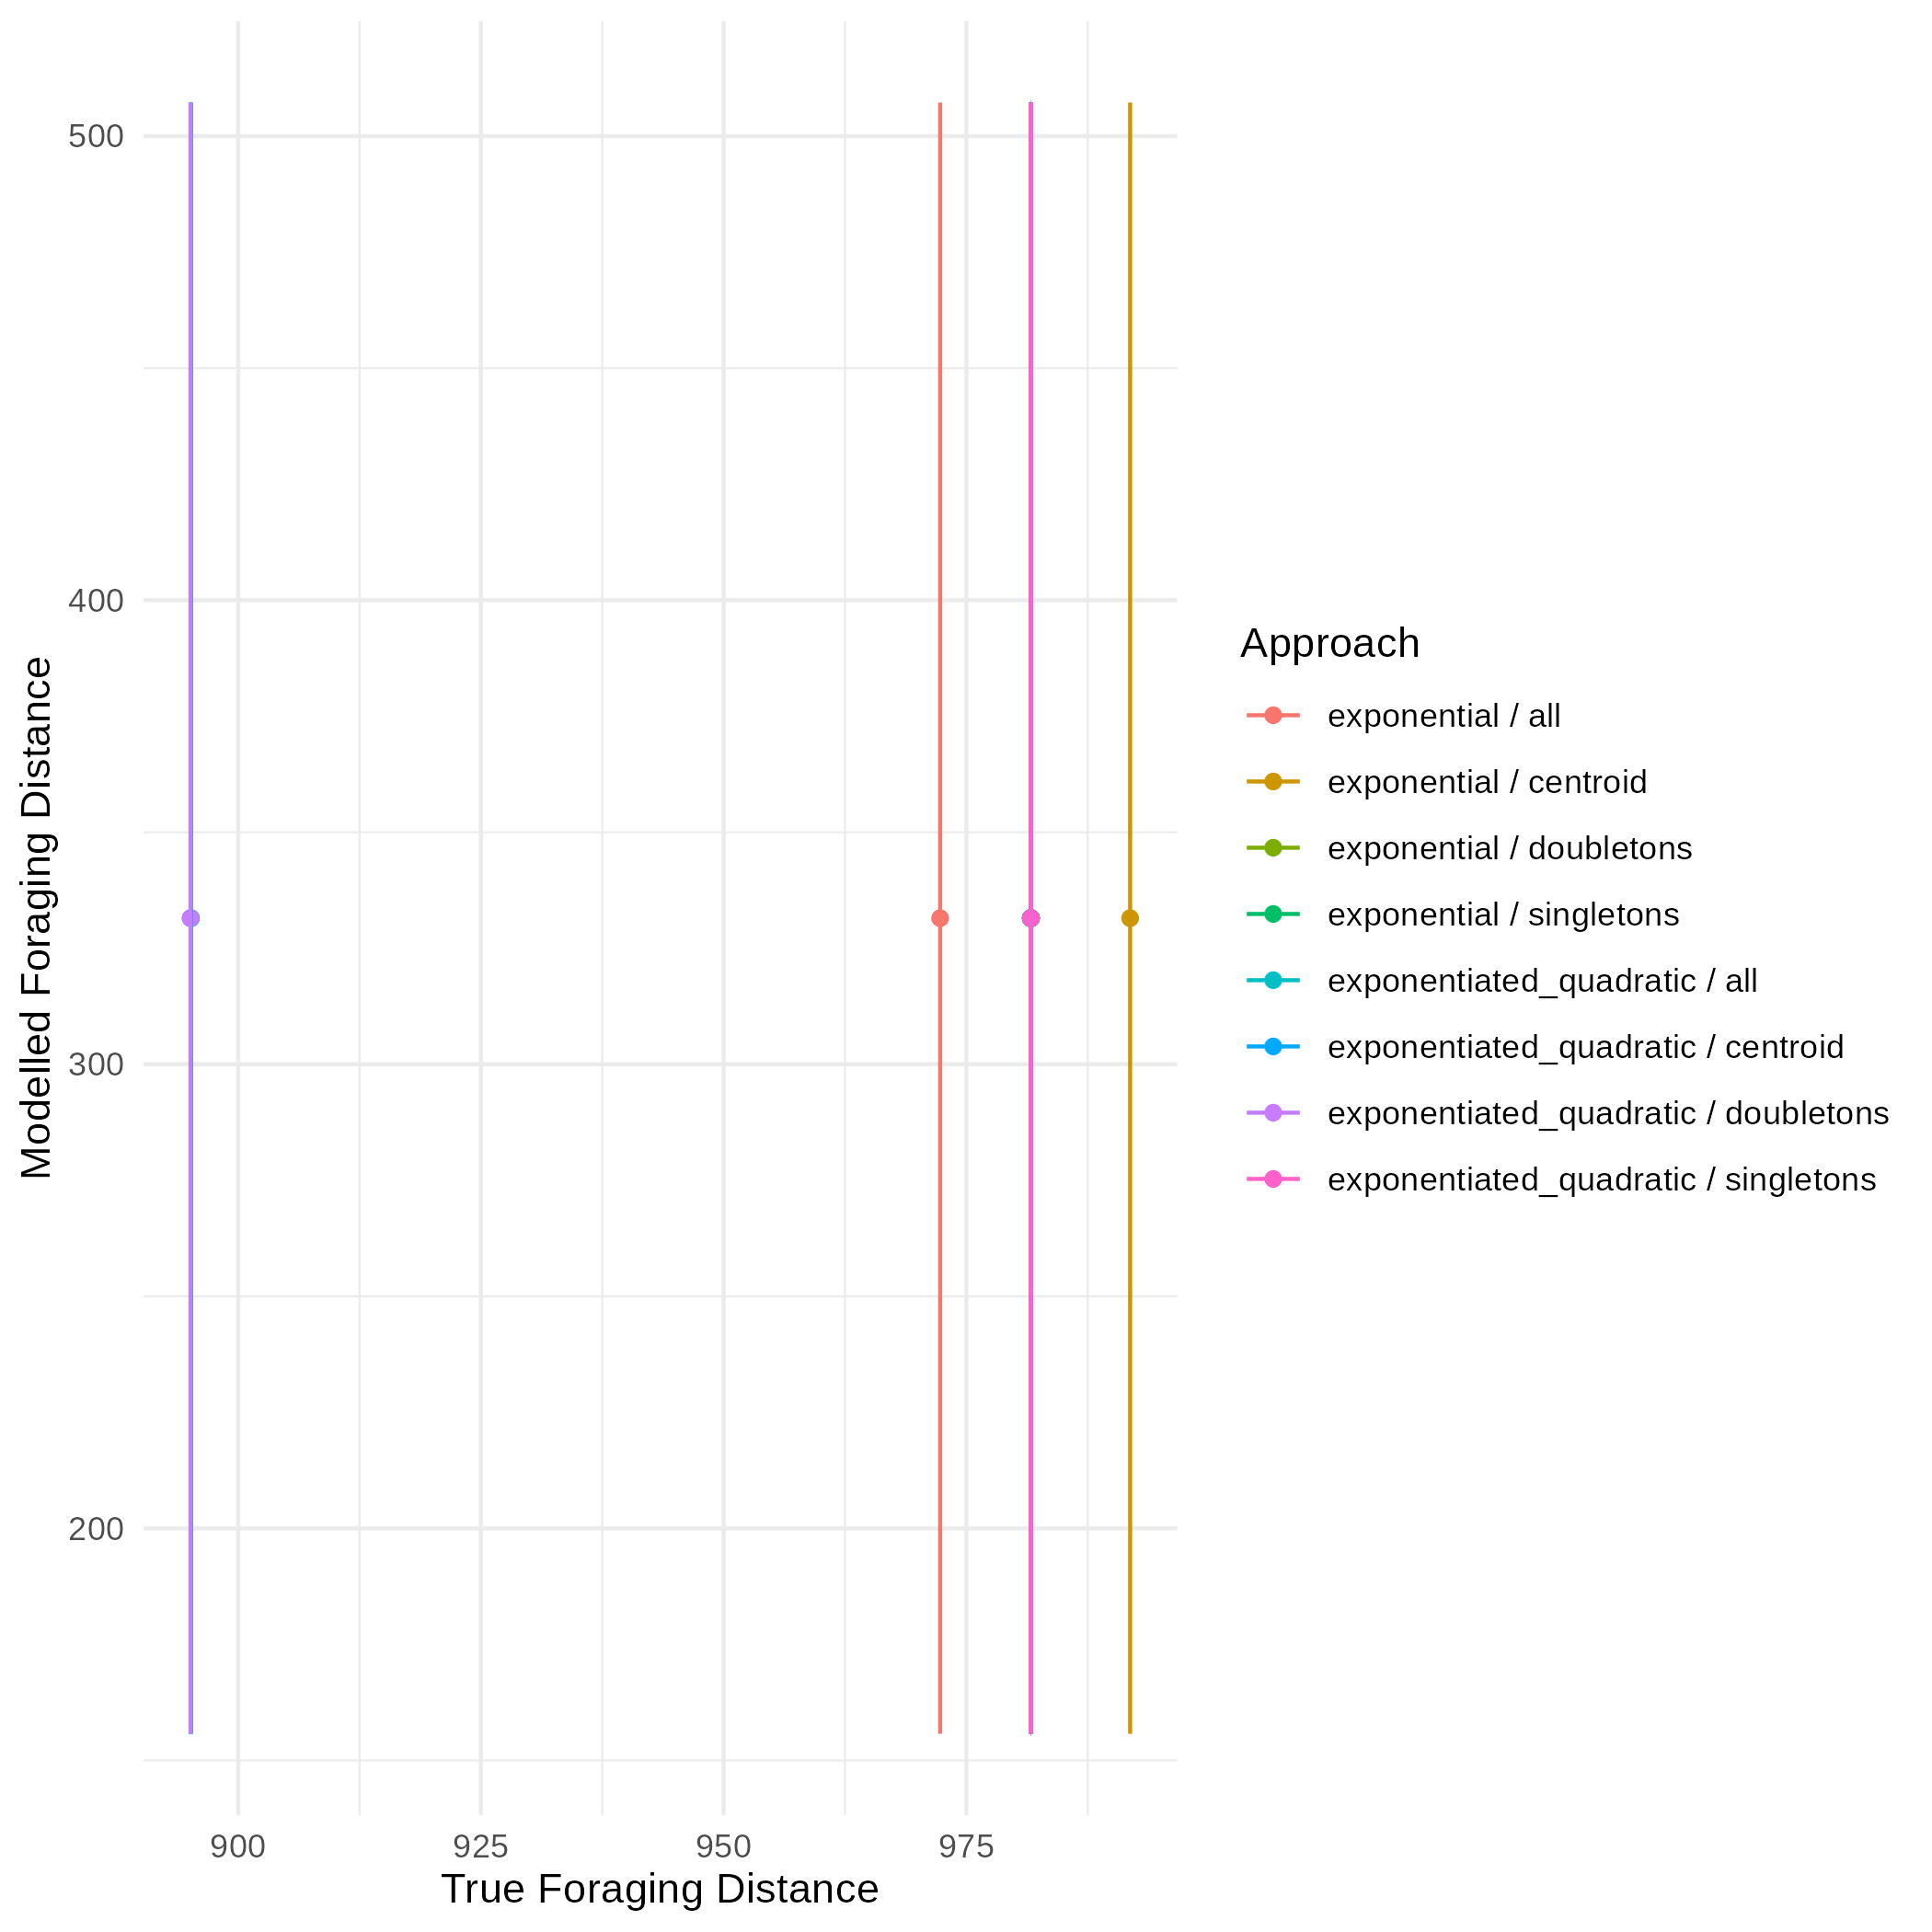 500
400
300
200
Modelled Foraging Distance
900 925 950 975
True Foraging Distance
Approach
exponential / all
exponential / centroid
exponential / doubletons
exponential / singletons
exponentiated_quadratic / all
exponentiated_quadratic / centroid
exponentiated_quadratic / doubletons
exponentiated_quadratic / singletons